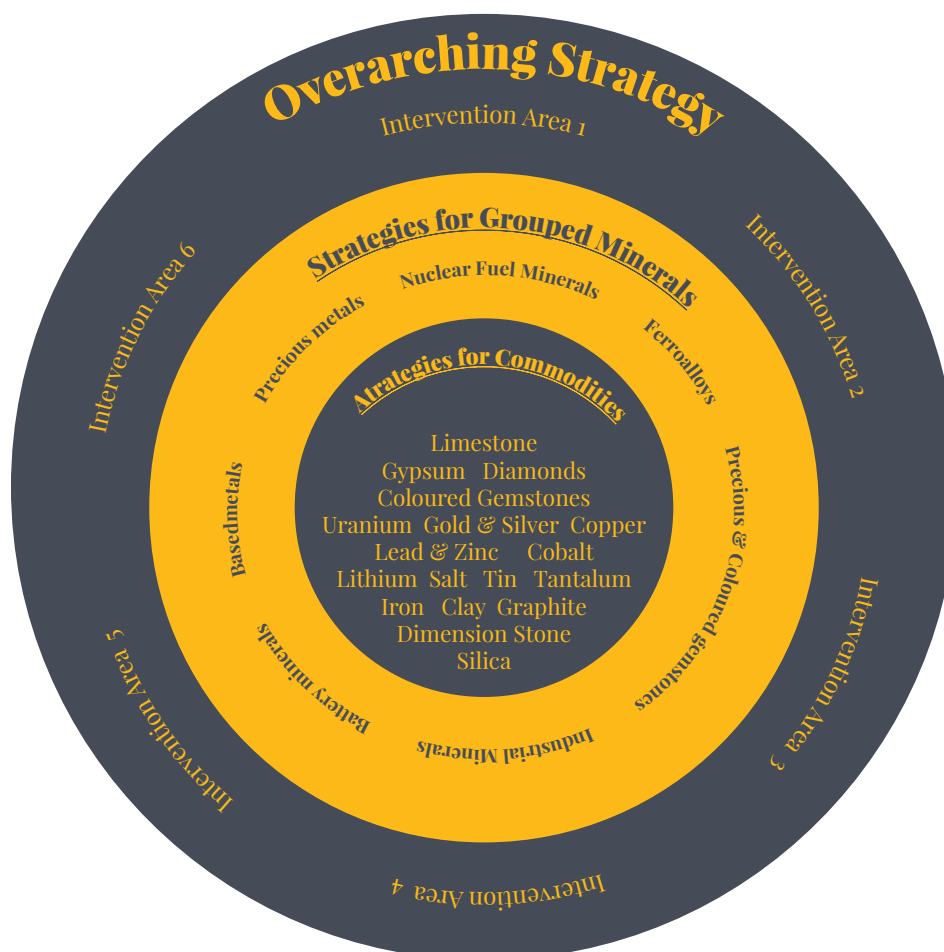 Overarching Strategy
Intervention Area 1
Intervention Area 2
Intervention Area 3
Intervention Area 4
Intervention Area 5
Intervention Area 6
Strategies for Grouped Minerals
Nuclear Fuel Minerals
Ferroalloys
Precious & Coloured gemstones
Industrial Minerals
Battery minerals
Basedmetals
Precious metals
Atrategies for Commodities
Limestone
Gypsum Diamonds
Coloured Gemstones
Uranium Gold & Silver Copper
Lead & Zinc Cobalt
Lithium Salt Tin Tantalum
Iron Clay Graphite
Dimension Stone
Silica